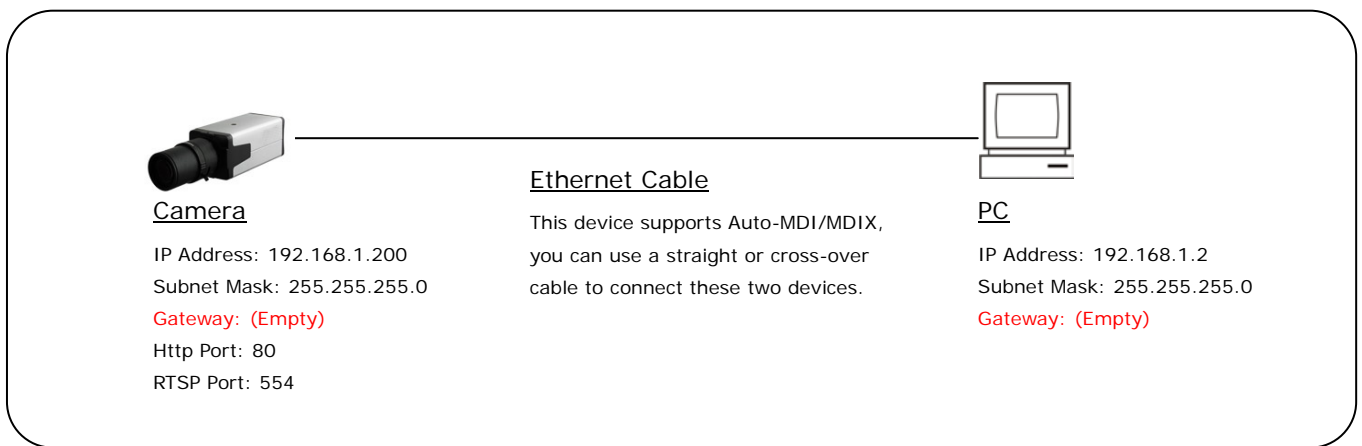 Camera
IP Address: 192.168.1.200
Subnet Mask: 255.255.255.0
Gateway: (Empty)
Http Port: 80
RTSP Port: 554
Ethernet Cable
This device supports Auto-MDI/MDIX,
you can use a straight or cross-over
cable to connect these two devices.
PC
IP Address: 192.168.1.2
Subnet Mask: 255.255.255.0
Gateway: (Empty)